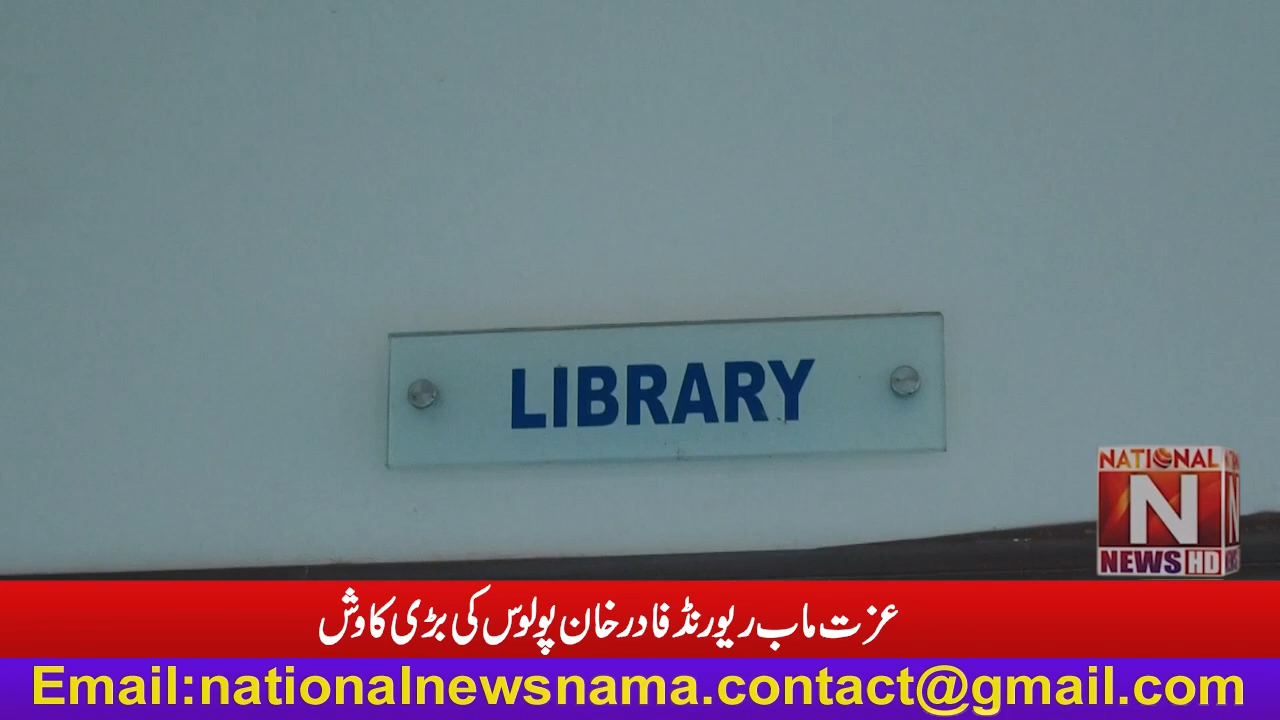 LIBRARY
NATIONAL
N
NEWS HD
عزت ماب ریورنڈ فادر خان پولوس کی بڑی کاوش
Email:nationalnewsnama.contact@gmail.com